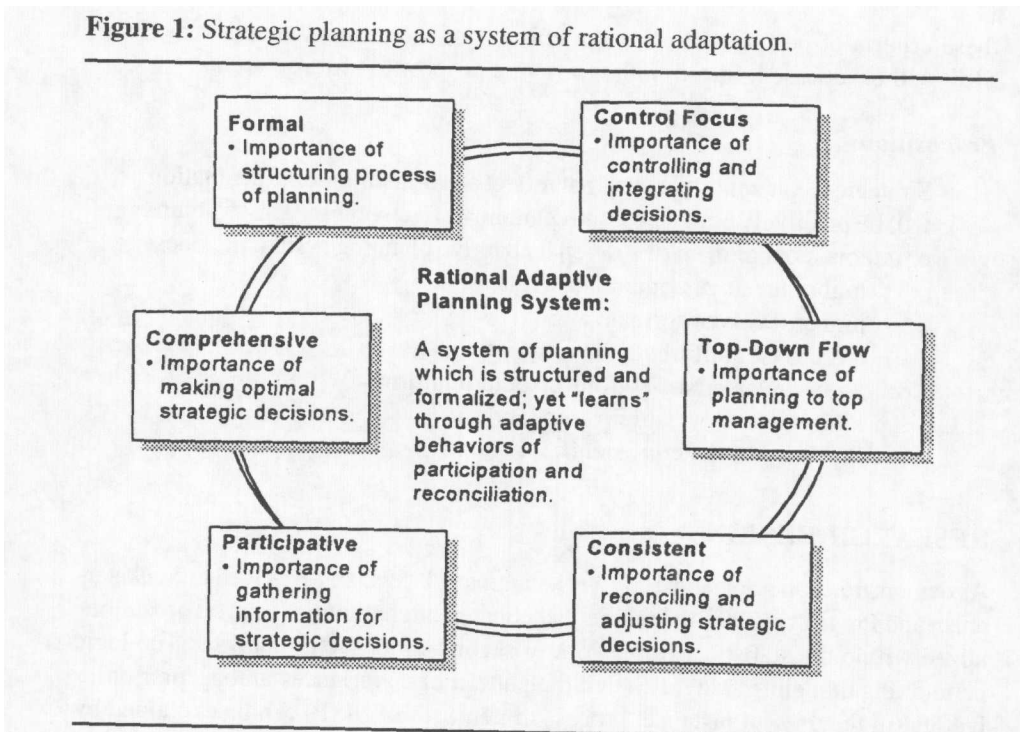 Figure 1: Strategic planning as a system of rational adaptation.
Formal
• Importance of
structuring process
of planning.
Control Focus
• Importance of
controlling and
integrating
decisions.
Rational Adaptive
Planning System:
A system of planning
which is structured and
formalized; yet "learns"
through adaptive
behaviors of
participation and
reconciliation.
Comprehensive
• Importance of
making optimal
strategic decisions.
Top-Down Flow
• Importance of
planning to top
management.
Participative
• Importance of
gathering
information for
strategic decisions.
Consistent
• Importance of
reconciling and
adjusting strategic
decisions.